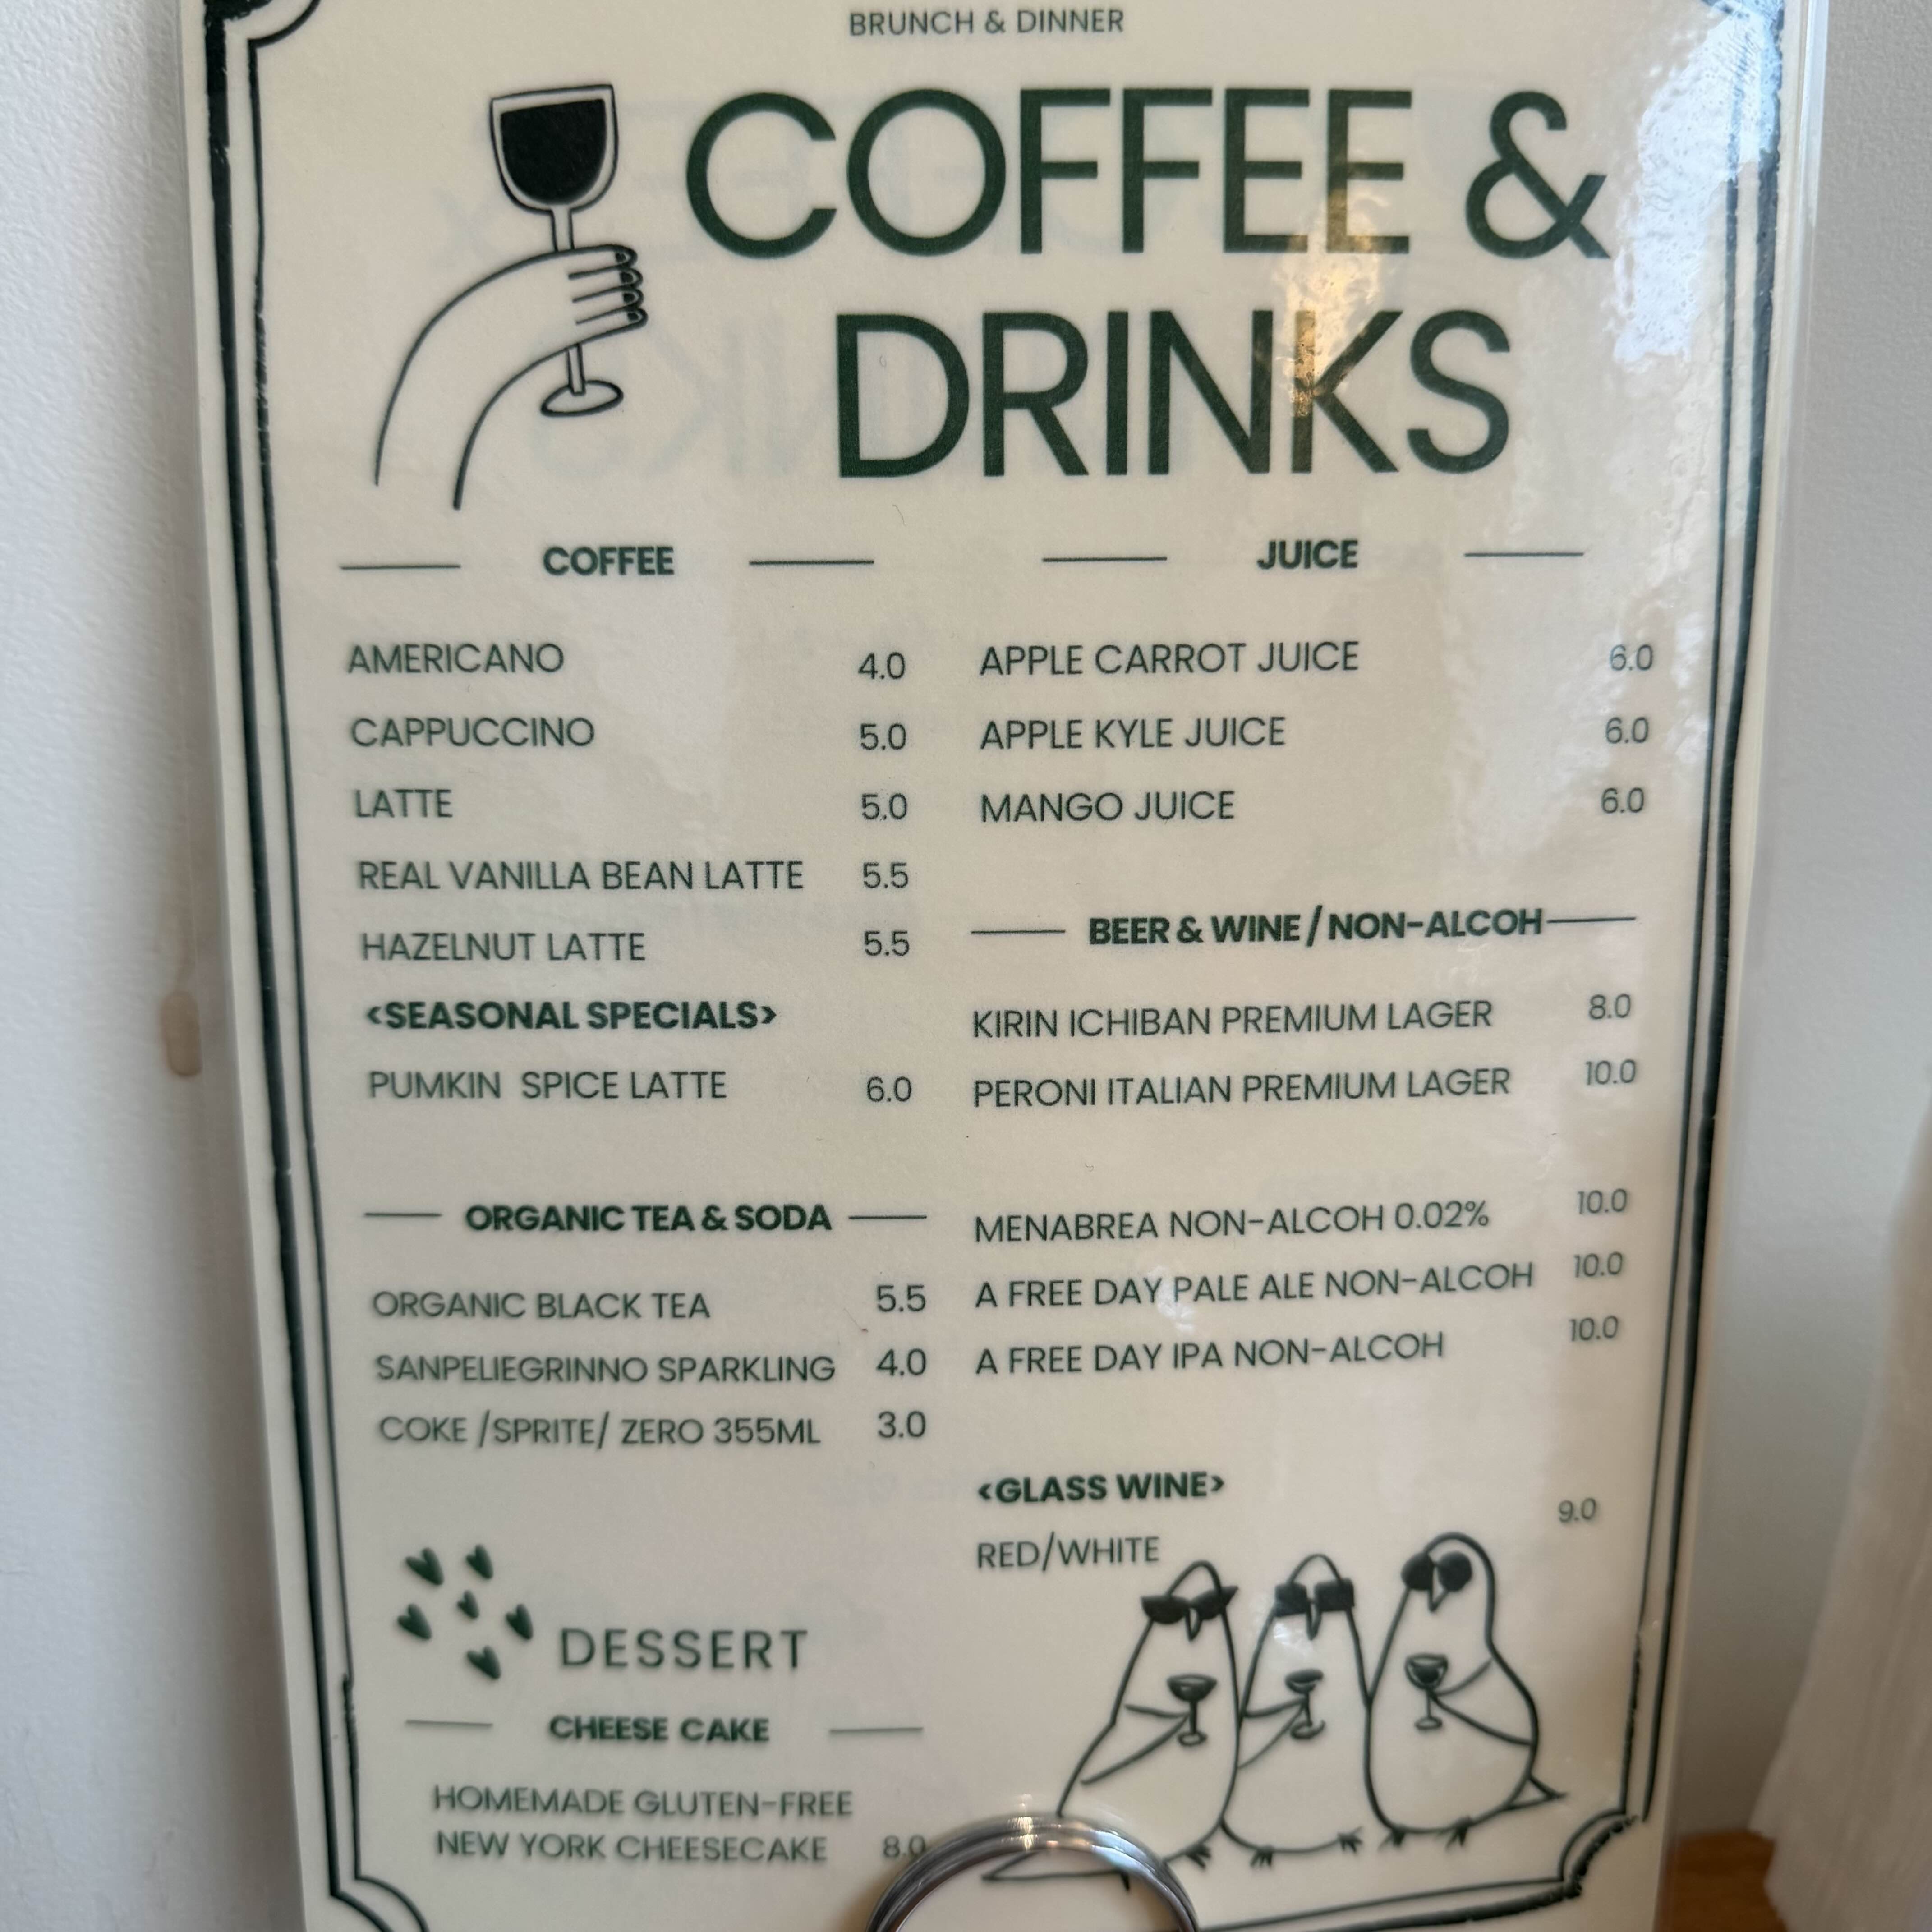 BRUNCH & DINNER
COFFEE &
DRINKS
COFFEE
AMERICANO 4.0
CAPPUCCINO 5.0
LATTE 5.0
REAL VANILLA BEAN LATTE 5.5
HAZELNUT LATTE 5.5
<SEASONAL SPECIALS>
PUMKIN SPICE LATTE 6.0
ORGANIC TEA & SODA
ORGANIC BLACK TEA 5.5
SANPELIEGRINNO SPARKLING 4.0
COKE /SPRITE/ ZERO 355ML 3.0
DESSERT
CHEESE CAKE
HOMEMADE GLUTEN-FREE
NEW YORK CHEESECAKE 8.0
JUICE
APPLE CARROT JUICE 6.0
APPLE KYLE JUICE 6.0
MANGO JUICE 6.0
BEER & WINE / NON-ALCOH
KIRIN ICHIBAN PREMIUM LAGER 8.0
PERONI ITALIAN PREMIUM LAGER 10.0
MENABREA NON-ALCOH 0.02% 10.0
A FREE DAY PALE ALE NON-ALCOH 10.0
A FREE DAY IPA NON-ALCOH 10.0
<GLASS WINE>
RED/WHITE 9.0